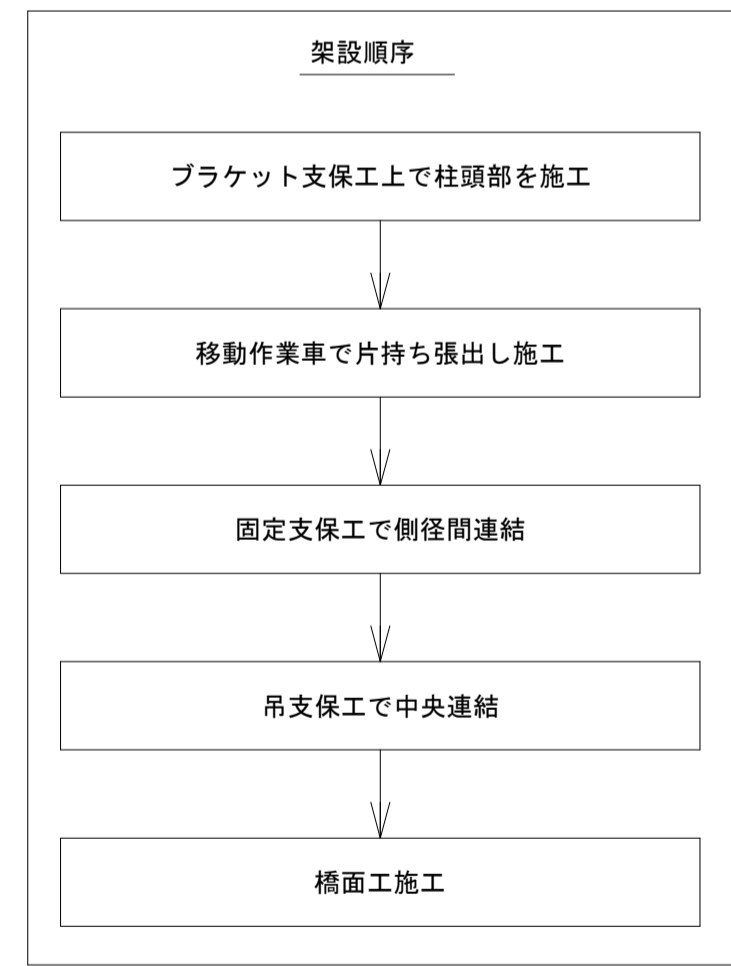 架設順序
ブラケット支保工上で柱頭部を施工
移動作業車で片持ち張出し施工
固定支保工で側径間連結
吊支保工で中央連結
橋面工施工